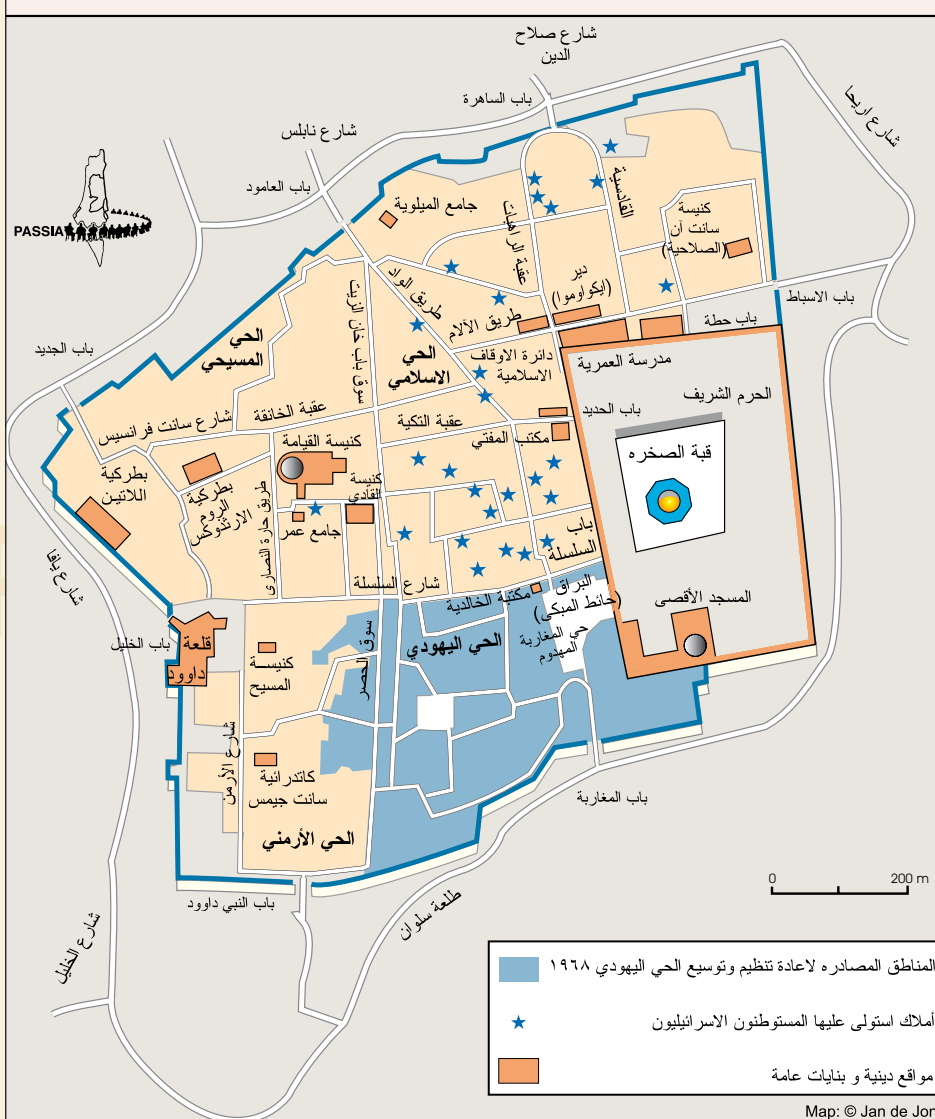 شارع صلاح
الدين
باب الساهرة
شارع اريحا
شارع نابلس
باب العامود
PASSIA
جامع الميلوية
عقبة الراهبات
القادسية
كنيسة
سانت آن
(الصلاحية)
باب الاسباط
باب حطة
دير
(ايكواوموا)
طريق الواد
طريق الآلام
سوق باب خان الزيت
الحي
المسيحي
الحي
الاسلامي
باب الجديد
دائرة الاوقاف
الاسلامية
مدرسة العمرية
الحرم الشريف
باب الحديد
قبة الصخره
شارع سانت فرانسيس
عقبة الخانقة
عقبة التكية
مكتب المفتي
كنيسة القيامة
كنيسة
القادي
بطركية
اللاتين
بطركية
الروم
الارثذوكس
طريق حارة النصارى
جامع عمر
باب
السلسلة
شارع السلسلة
مكتبة الخالدية
البراق
(حائط المبكى)
حي المغاربة
المهدوم
المسجد الأقصى
شارع يافا
باب الخليل
قلعة
داوود
كنيسة
المسيح
سوق الحصر
الحي اليهودي
شارع الأرمن
كاتدرائية
سانت جيمس
الحي الأرمني
باب المغاربة
باب النبي داوود
طلعة سلوان
شارع الخليل
0 200 m
المناطق المصادره لاعادة تنظيم وتوسيع الحي اليهودي ١٩٦٨
أملاك استولى عليها المستوطنون الاسرائيليون
مواقع دينية و بنايات عامة
Map: © Jan de Jor